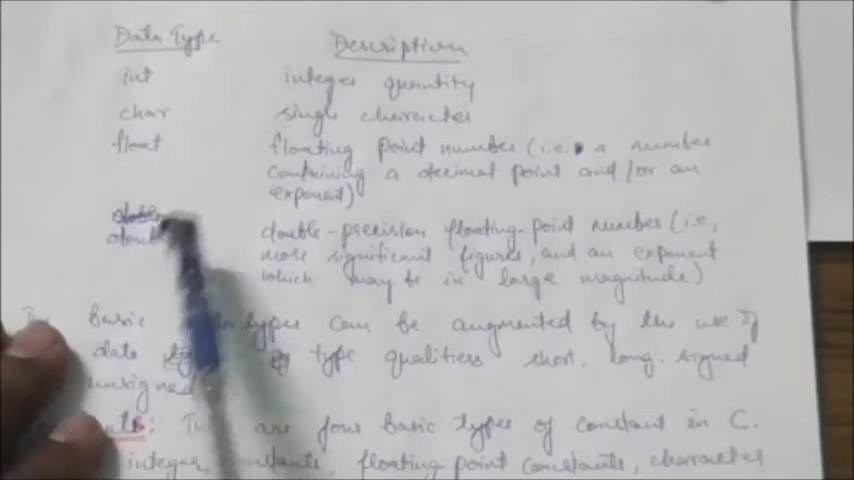 Data Type Description
int integer quantity
char single character
float floating point number (i.e. a number
containing a decimal point and/or an
exponent)
double-precision floating-point number (i.e,
more significant figures, and an exponent
which may be in large magnitude)
Basic types can be augmented by the use of
data type qualifiers short. long. signed
unsigned
are four basic types of constant in C.
integer floating point constants, character